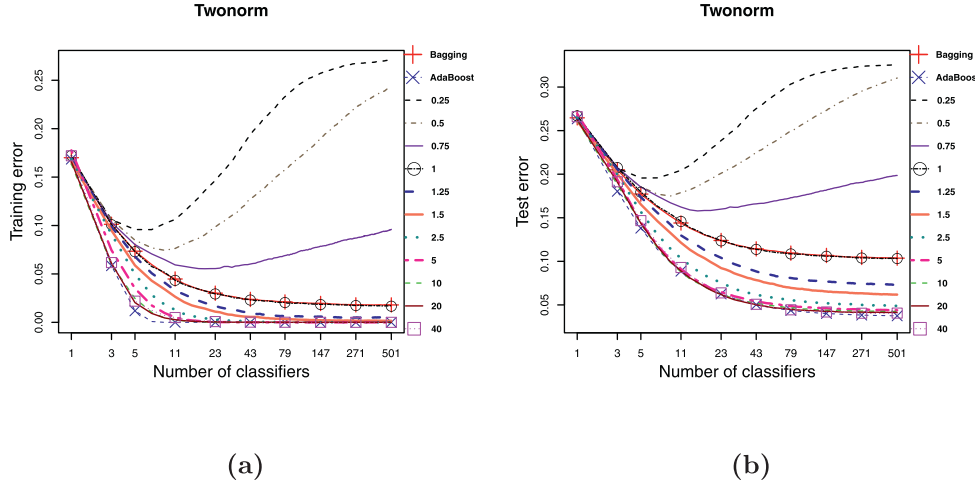 Twonorm
Training error
0.00
0.05
0.10
0.15
0.20
0.25
1 3 5 11 23 43 79 147 271 501
Number of classifiers
Bagging
AdaBoost
0.25
0.5
0.75
1
1.25
1.5
2.5
5
10
20
40
(a)
Twonorm
Test error
0.05
0.10
0.15
0.20
0.25
0.30
1 3 5 11 23 43 79 147 271 501
Number of classifiers
Bagging
AdaBoost
0.25
0.5
0.75
1
1.25
1.5
2.5
5
10
20
40
(b)